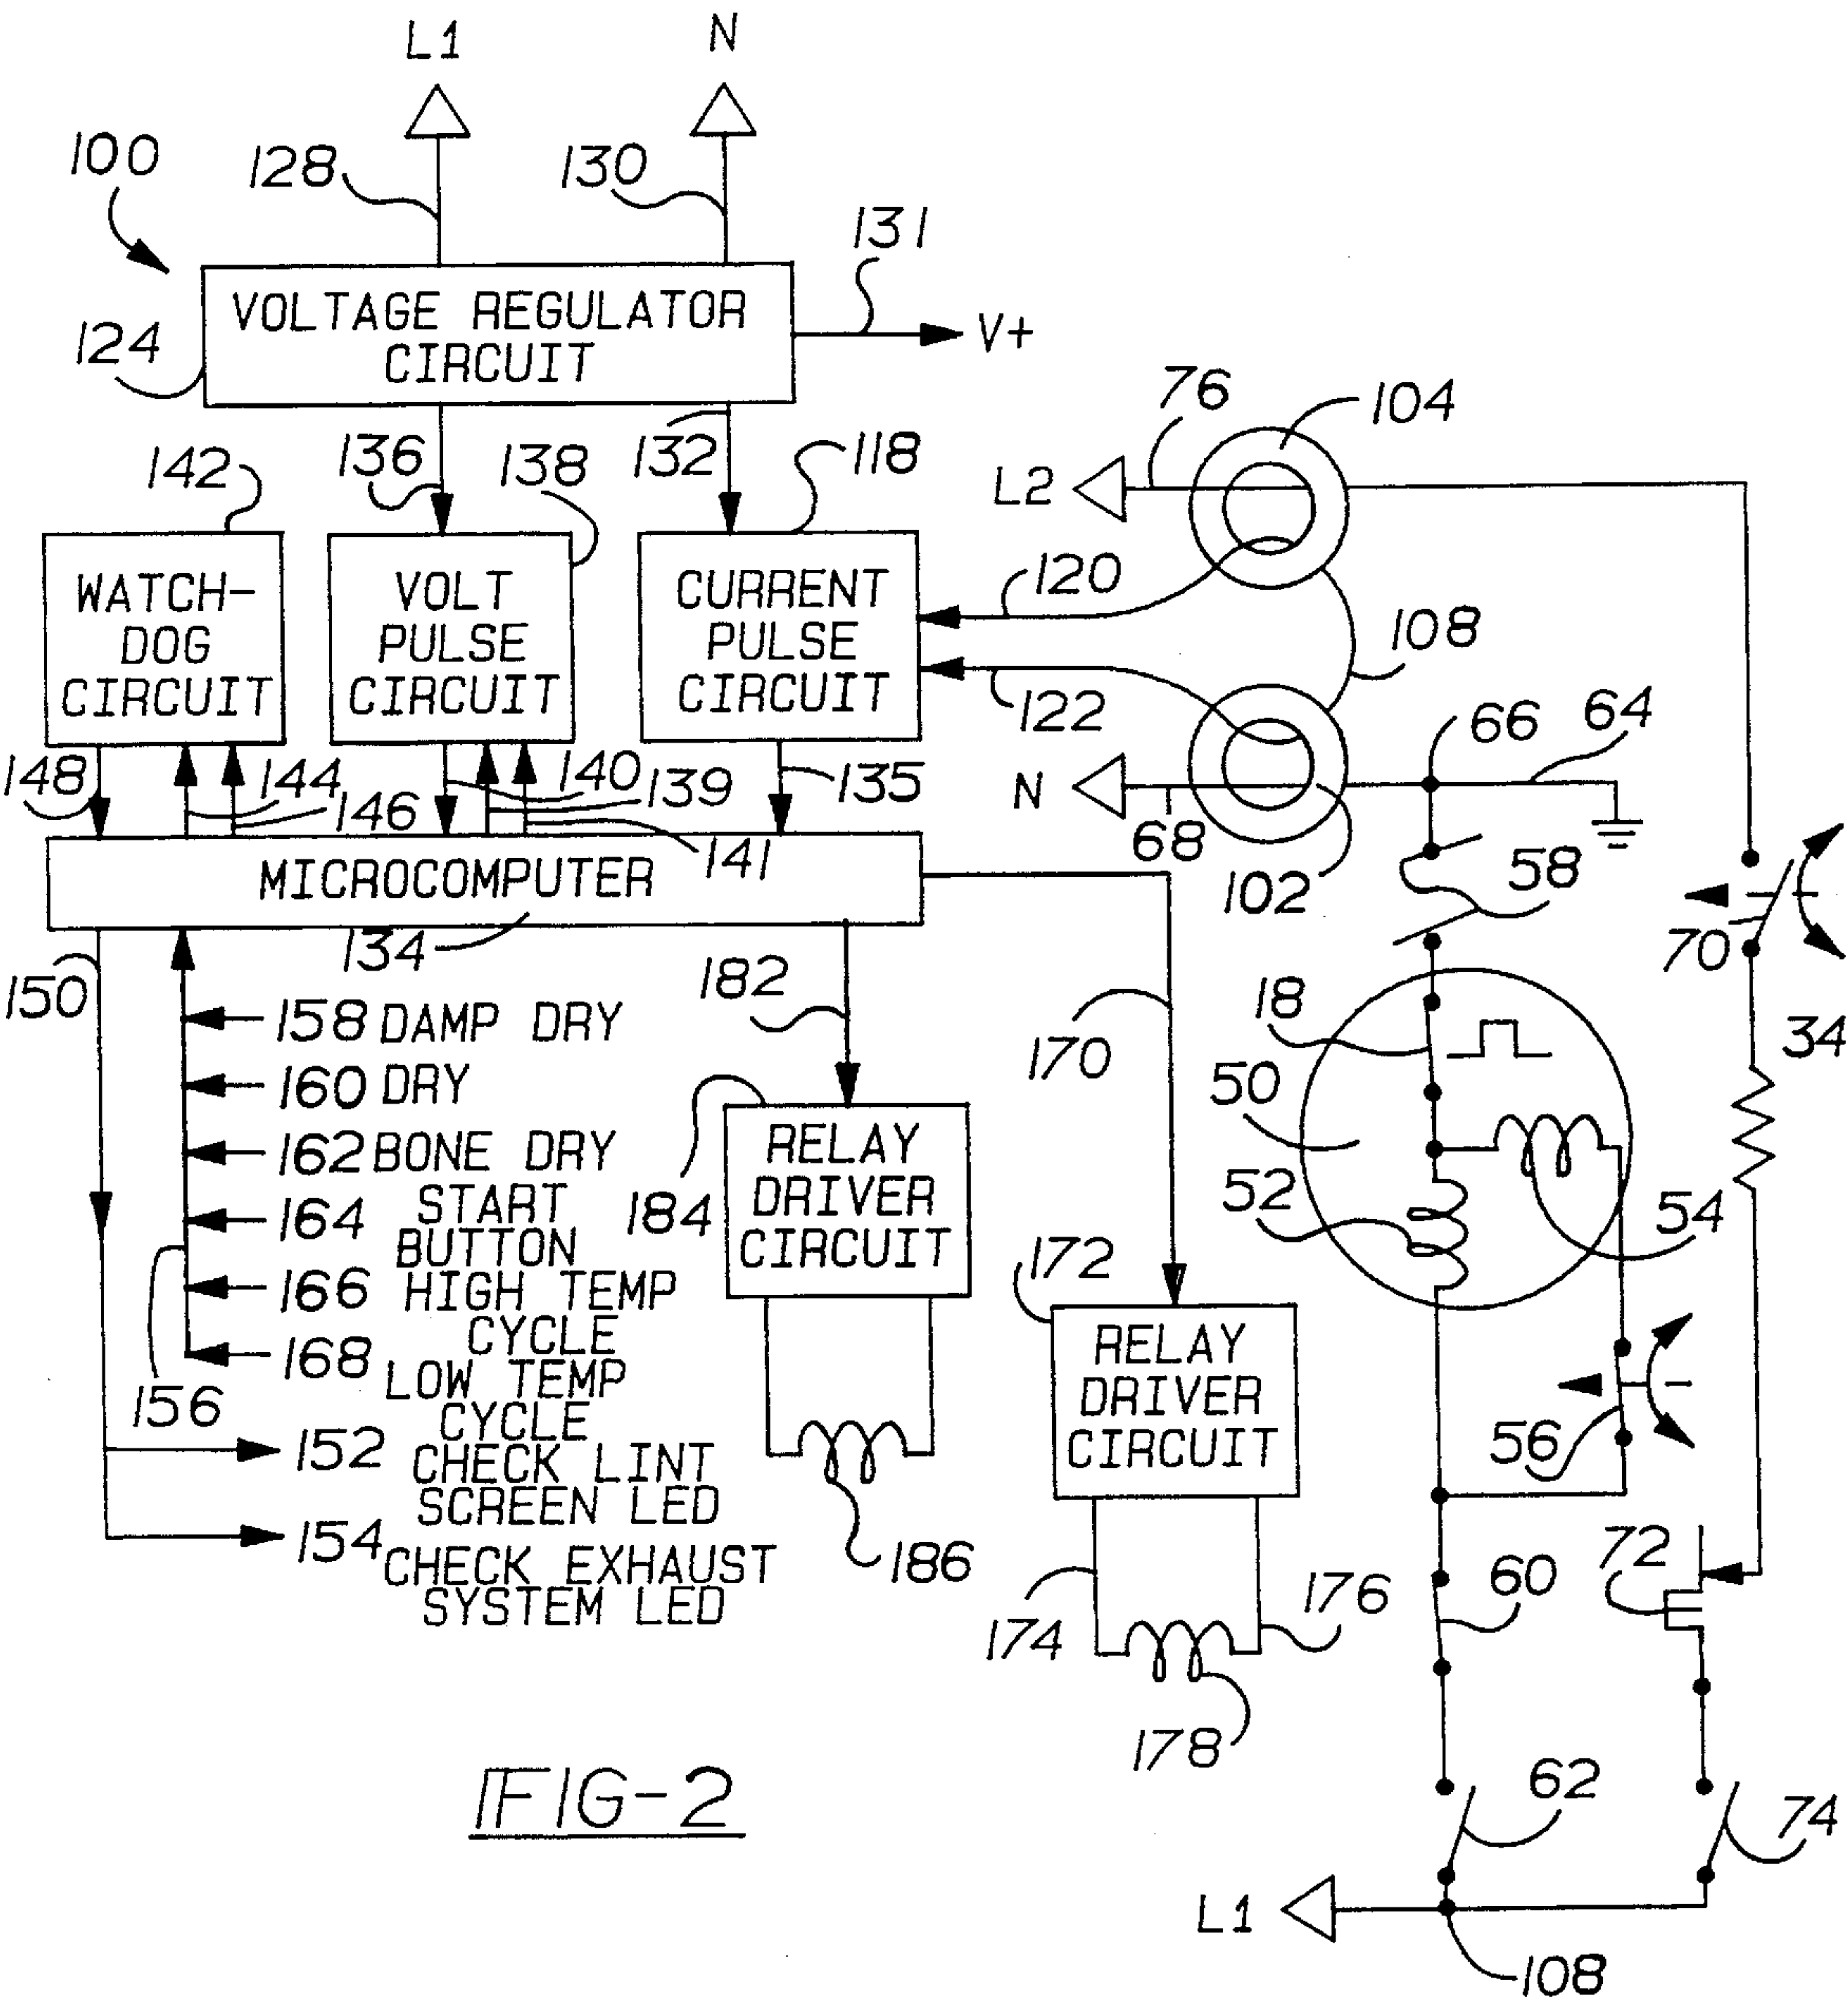 L1
N
100
128
130
131
VOLTAGE REGULATOR
CIRCUIT
V+
124
76
104
136
132
118
138
142
L2
WATCH-
DOG
CIRCUIT
VOLT
PULSE
CIRCUIT
CURRENT
PULSE
CIRCUIT
120
108
122
66
64
148
144
146
140
139
141
135
N
68
102
58
MICROCOMPUTER
134
70
150
182
170
18
34
158 DAMP DRY
160 DRY
162 BONE DRY
164 START
BUTTON
166 HIGH TEMP
CYCLE
168 LOW TEMP
CYCLE
156
152 CHECK LINT
SCREEN LED
154 CHECK EXHAUST
SYSTEM LED
50
52
54
184
RELAY
DRIVER
CIRCUIT
172
RELAY
DRIVER
CIRCUIT
56
186
60
72
174
176
178
62
74
FIG-2
L1
108